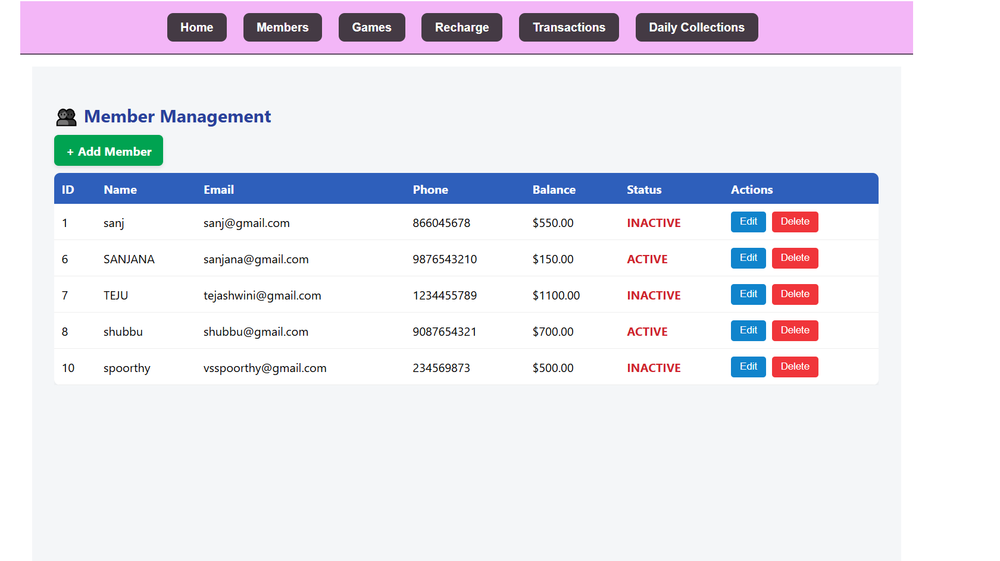 Home Members Games Recharge Transactions Daily Collections
Member Management
+ Add Member
ID Name Email Phone Balance Status Actions
1 sanj sanj@gmail.com 866045678 $550.00 INACTIVE Edit Delete
6 SANJANA sanjana@gmail.com 9876543210 $150.00 ACTIVE Edit Delete
7 TEJU tejashwini@gmail.com 1234455789 $1100.00 INACTIVE Edit Delete
8 shubbu shubbu@gmail.com 9087654321 $700.00 ACTIVE Edit Delete
10 spoorthy vsspoorthy@gmail.com 234569873 $500.00 INACTIVE Edit Delete